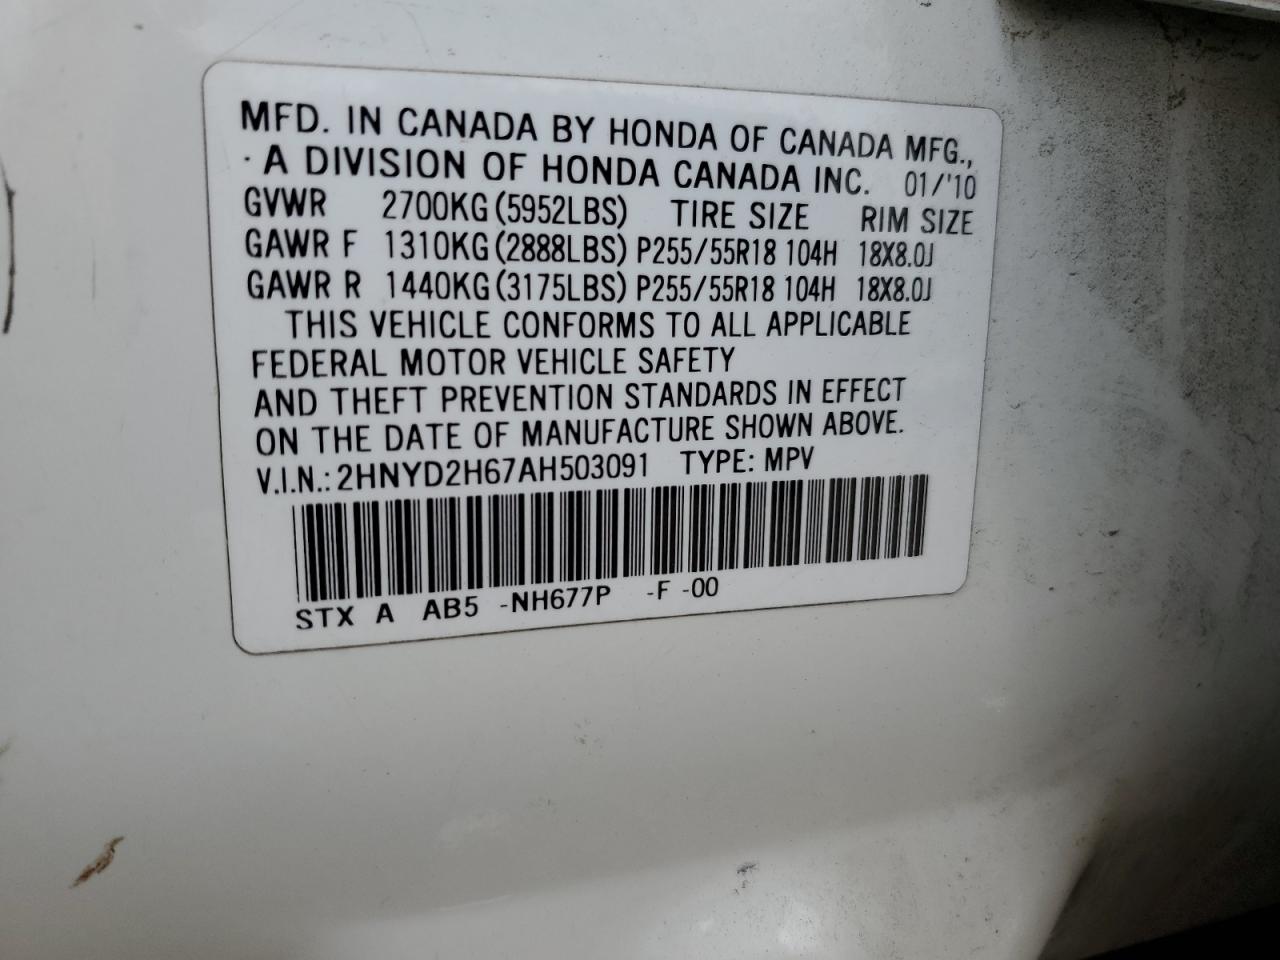 MFD. IN CANADA BY HONDA OF CANADA MFG.,
· A DIVISION OF HONDA CANADA INC. 01/'10
GVWR 2700KG (5952LBS) TIRE SIZE RIM SIZE
GAWR F 1310KG (2888LBS) P255/55R18 104H 18X8.0J
GAWR R 1440KG (3175LBS) P255/55R18 104H 18X8.0J
THIS VEHICLE CONFORMS TO ALL APPLICABLE
FEDERAL MOTOR VEHICLE SAFETY
AND THEFT PREVENTION STANDARDS IN EFFECT
ON THE DATE OF MANUFACTURE SHOWN ABOVE.
V.I.N.: 2HNYD2H67AH503091 TYPE: MPV
STX A AB5 -NH677P -F -00